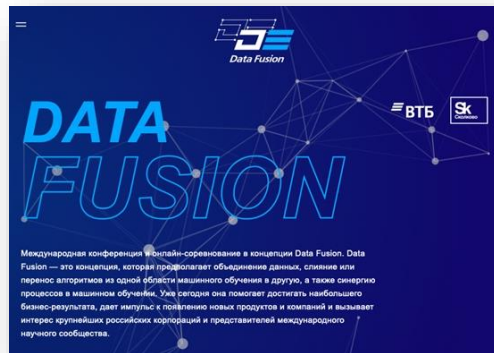 Data Fusion
ВТБ
Sk
Сколково
DATA
FUSION
Международная конференция и онлайн-соревнование в концепции Data Fusion. Data
Fusion — это концепция, которая предполагает объединение данных, слияние или
перенос алгоритмов из одной области машинного обучения в другую, а также синергию
процессов в машинном обучении. Уже сегодня она помогает достигать наибольшего
бизнес-результата, дает импульс к появлению новых продуктов и компаний и вызывает
интерес крупнейших российских корпораций и представителей международного
научного сообщества.